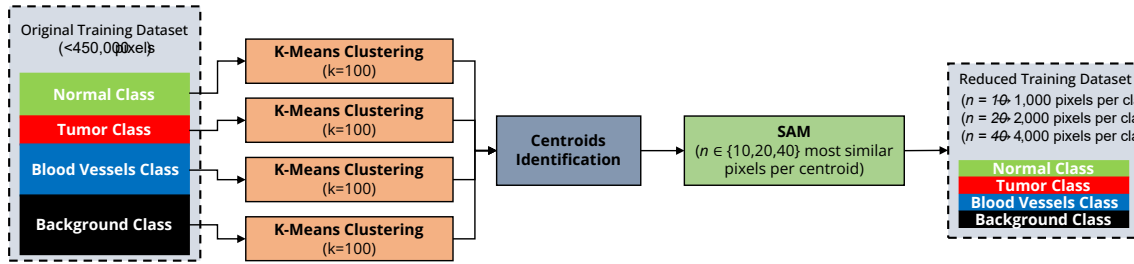 Original Training Dataset
(<450,000 pixels)
Normal Class
Tumor Class
Blood Vessels Class
Background Class
K-Means Clustering
(k=100)
K-Means Clustering
(k=100)
K-Means Clustering
(k=100)
K-Means Clustering
(k=100)
Centroids
Identification
SAM
(n ∈ {10,20,40} most similar
pixels per centroid)
Reduced Training Dataset
(n = 10→ 1,000 pixels per cla
(n = 20→ 2,000 pixels per cla
(n = 40→ 4,000 pixels per cla
Normal Class
Tumor Class
Blood Vessels Class
Background Class